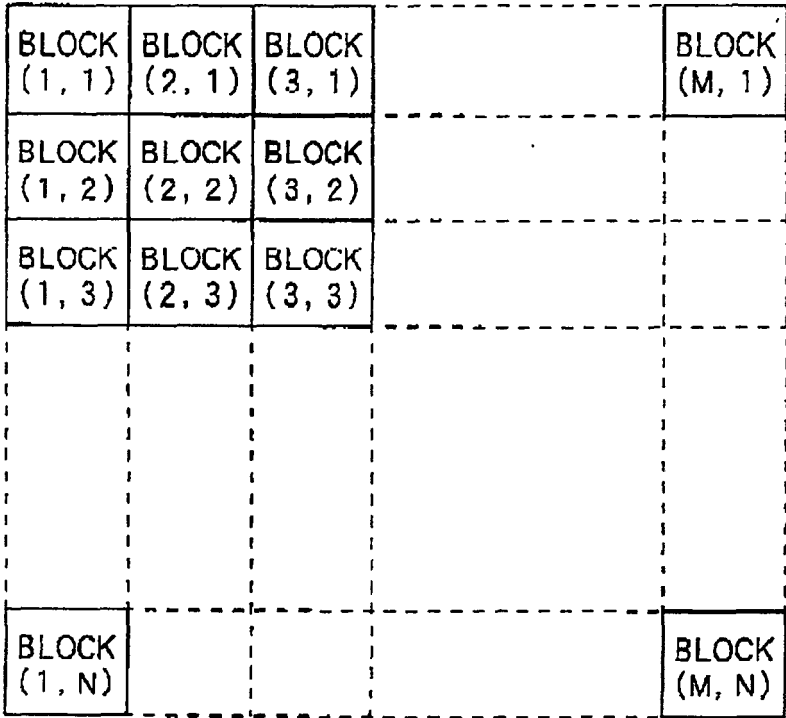 BLOCK BLOCK BLOCK BLOCK
(1, 1) (2, 1) (3, 1) (M, 1)
BLOCK BLOCK BLOCK
(1, 2) (2, 2) (3, 2)
BLOCK BLOCK BLOCK
(1, 3) (2, 3) (3, 3)
BLOCK BLOCK
(1, N) (M, N)